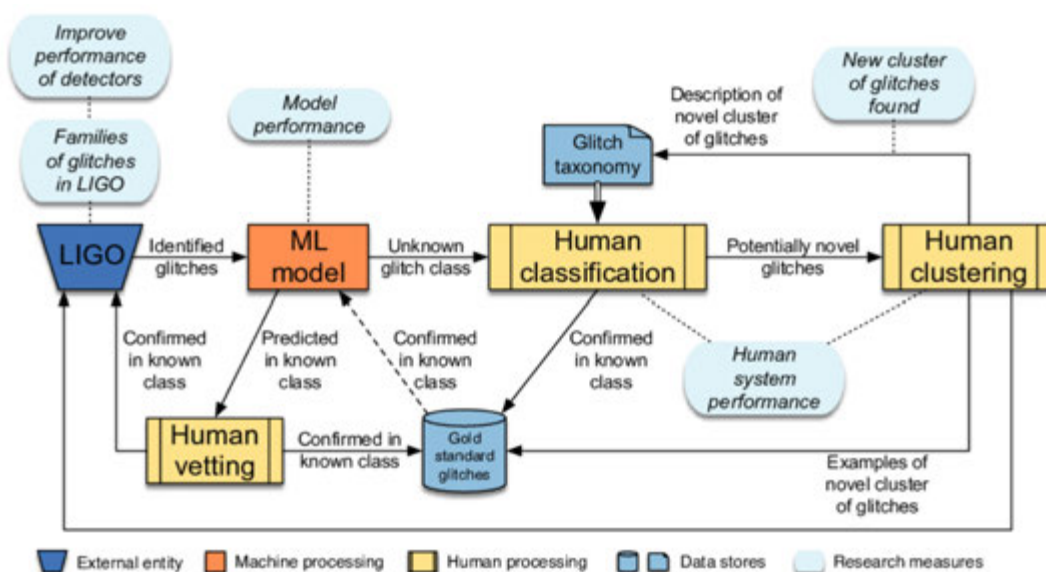 Improve
performance
of detectors
Families
of glitches
in LIGO
Model
performance
New cluster
of glitches
found
Description of
novel cluster
of glitches
Glitch
taxonomy
LIGO
Identified
glitches
ML
model
Unknown
glitch class
Human
classification
Potentially novel
glitches
Human
clustering
Confirmed
in known
class
Predicted
in known
class
Confirmed
in known
class
Confirmed
in known
class
Human
system
performance
Human
vetting
Confirmed in
known class
Gold
standard
glitches
Examples of
novel cluster
of glitches
External entity
Machine processing
Human processing
Data stores
Research measures